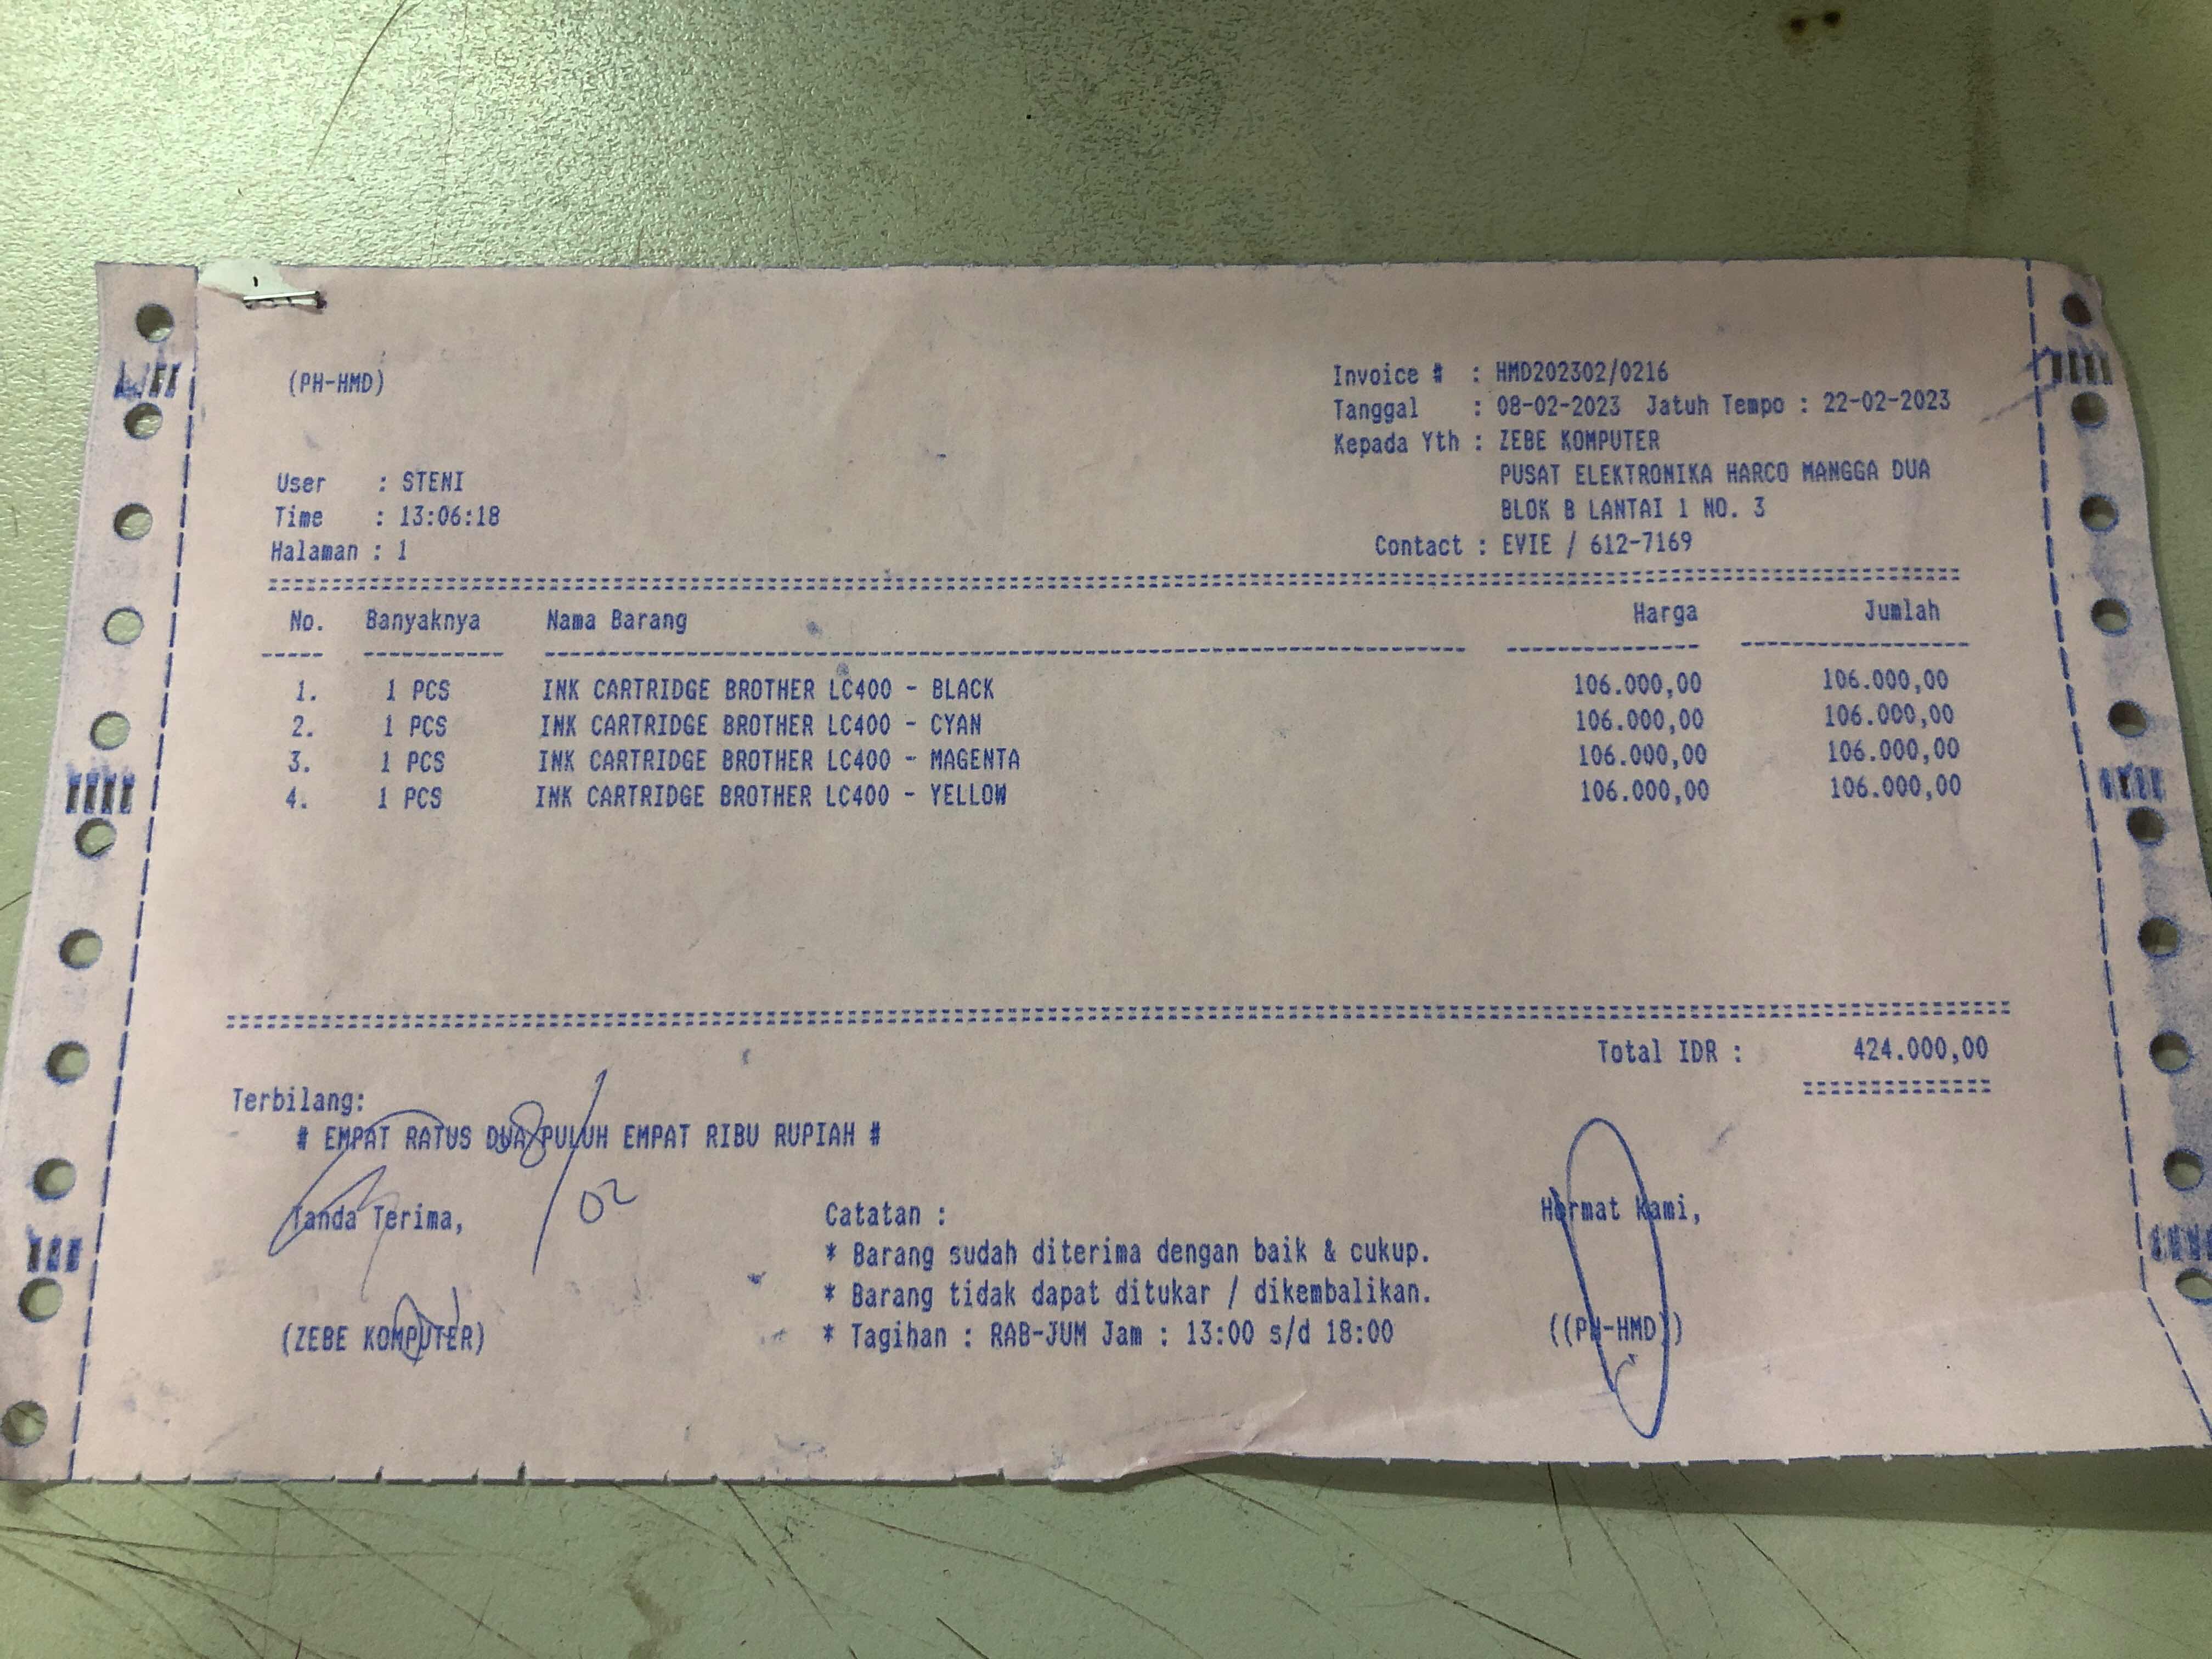 (PH-HMD)
Invoice # : HMD202302/0216
Tanggal : 08-02-2023 Jatuh Tempo : 22-02-2023
Kepada Yth : ZEBE KOMPUTER
PUSAT ELEKTRONIKA HARCO MANGGA DUA
BLOK B LANTAI 1 NO. 3
Contact : EVIE / 612-7169
User : STENI
Time : 13:06:18
Halaman : 1
No. Banyaknya Nama Barang Harga Jumlah
1. 1 PCS INK CARTRIDGE BROTHER LC400 - BLACK 106.000,00 106.000,00
2. 1 PCS INK CARTRIDGE BROTHER LC400 - CYAN 106.000,00 106.000,00
3. 1 PCS INK CARTRIDGE BROTHER LC400 - MAGENTA 106.000,00 106.000,00
4. 1 PCS INK CARTRIDGE BROTHER LC400 - YELLOW 106.000,00 106.000,00
Total IDR : 424.000,00
Terbilang:
# EMPAT RATUS DUA PULUH EMPAT RIBU RUPIAH #
08/02
Tanda Terima,
(ZEBE KOMPUTER)
Catatan :
* Barang sudah diterima dengan baik & cukup.
* Barang tidak dapat ditukar / dikembalikan.
* Tagihan : RAB-JUM Jam : 13:00 s/d 18:00
Hormat Kami,
((PH-HMD))